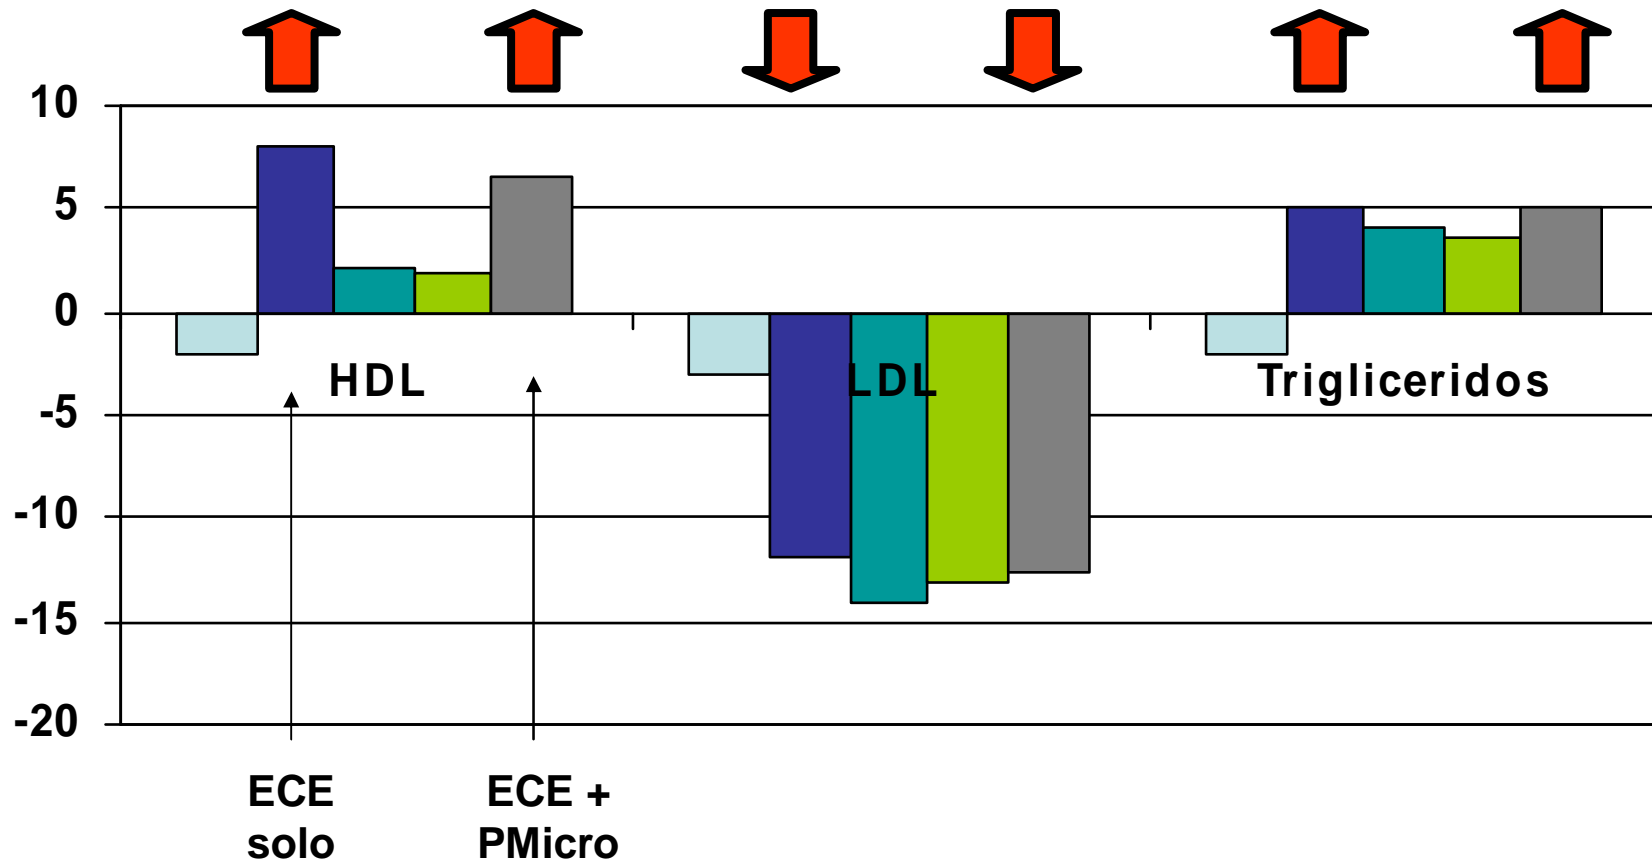 10
5
0
-5
-10
-15
-20
HDL
LDL
Trigliceridos
ECE
solo
ECE +
PMicro